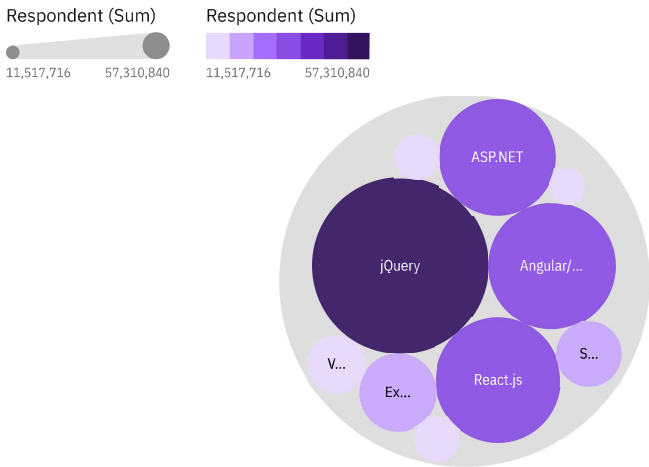 Respondent (Sum)
11,517,716 57,310,840
Respondent (Sum)
11,517,716 57,310,840
ASP.NET
jQuery
Angular/...
V...
Ex...
React.js
S...